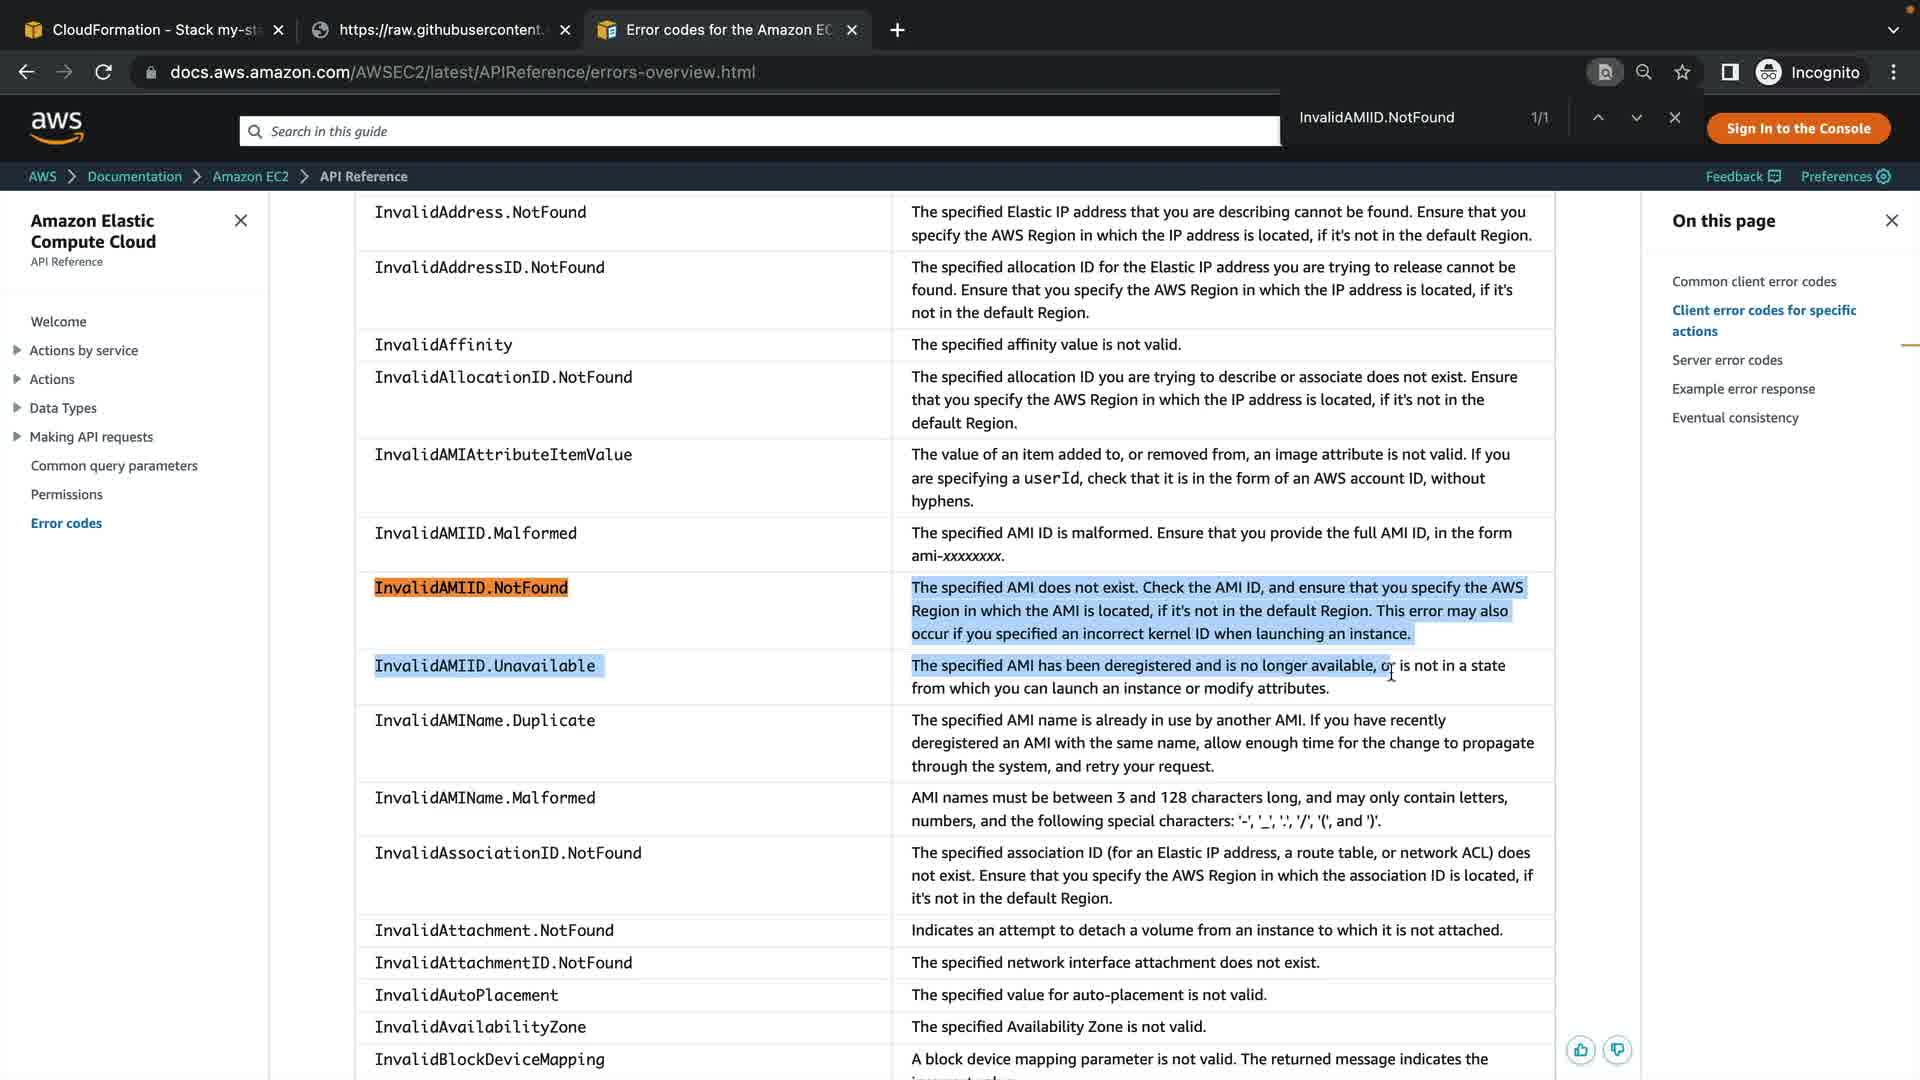 CloudFormation - Stack my-st
https://raw.githubusercontent.
Error codes for the Amazon EC
docs.aws.amazon.com/AWSEC2/latest/APIReference/errors-overview.html
Incognito
aws
Search in this guide
InvalidAMIID.NotFound 1/1
Sign In to the Console
AWS Documentation Amazon EC2 API Reference
Feedback Preferences
Amazon Elastic
Compute Cloud
API Reference
Welcome
Actions by service
Actions
Data Types
Making API requests
Common query parameters
Permissions
Error codes
InvalidAddress.NotFound
The specified Elastic IP address that you are describing cannot be found. Ensure that you
specify the AWS Region in which the IP address is located, if it's not in the default Region.
InvalidAddressID.NotFound
The specified allocation ID for the Elastic IP address you are trying to release cannot be
found. Ensure that you specify the AWS Region in which the IP address is located, if it's
not in the default Region.
InvalidAffinity
The specified affinity value is not valid.
InvalidAllocationID.NotFound
The specified allocation ID you are trying to describe or associate does not exist. Ensure
that you specify the AWS Region in which the IP address is located, if it's not in the
default Region.
InvalidAMIAttributeItemValue
The value of an item added to, or removed from, an image attribute is not valid. If you
are specifying a userId, check that it is in the form of an AWS account ID, without
hyphens.
InvalidAMIID.Malformed
The specified AMI ID is malformed. Ensure that you provide the full AMI ID, in the form
ami-xxxxxxxx.
InvalidAMIID.NotFound
The specified AMI does not exist. Check the AMI ID, and ensure that you specify the AWS
Region in which the AMI is located, if it's not in the default Region. This error may also
occur if you specified an incorrect kernel ID when launching an instance.
InvalidAMIID.Unavailable
The specified AMI has been deregistered and is no longer available, or is not in a state
from which you can launch an instance or modify attributes.
InvalidAMIName.Duplicate
The specified AMI name is already in use by another AMI. If you have recently
deregistered an AMI with the same name, allow enough time for the change to propagate
through the system, and retry your request.
InvalidAMIName.Malformed
AMI names must be between 3 and 128 characters long, and may only contain letters,
numbers, and the following special characters: '-', '_', '.', '/', '(', and ')'.
InvalidAssociationID.NotFound
The specified association ID (for an Elastic IP address, a route table, or network ACL) does
not exist. Ensure that you specify the AWS Region in which the association ID is located, if
it's not in the default Region.
InvalidAttachment.NotFound
Indicates an attempt to detach a volume from an instance to which it is not attached.
InvalidAttachmentID.NotFound
The specified network interface attachment does not exist.
InvalidAutoPlacement
The specified value for auto-placement is not valid.
InvalidAvailabilityZone
The specified Availability Zone is not valid.
InvalidBlockDeviceMapping
A block device mapping parameter is not valid. The returned message indicates the
On this page
Common client error codes
Client error codes for specific
actions
Server error codes
Example error response
Eventual consistency